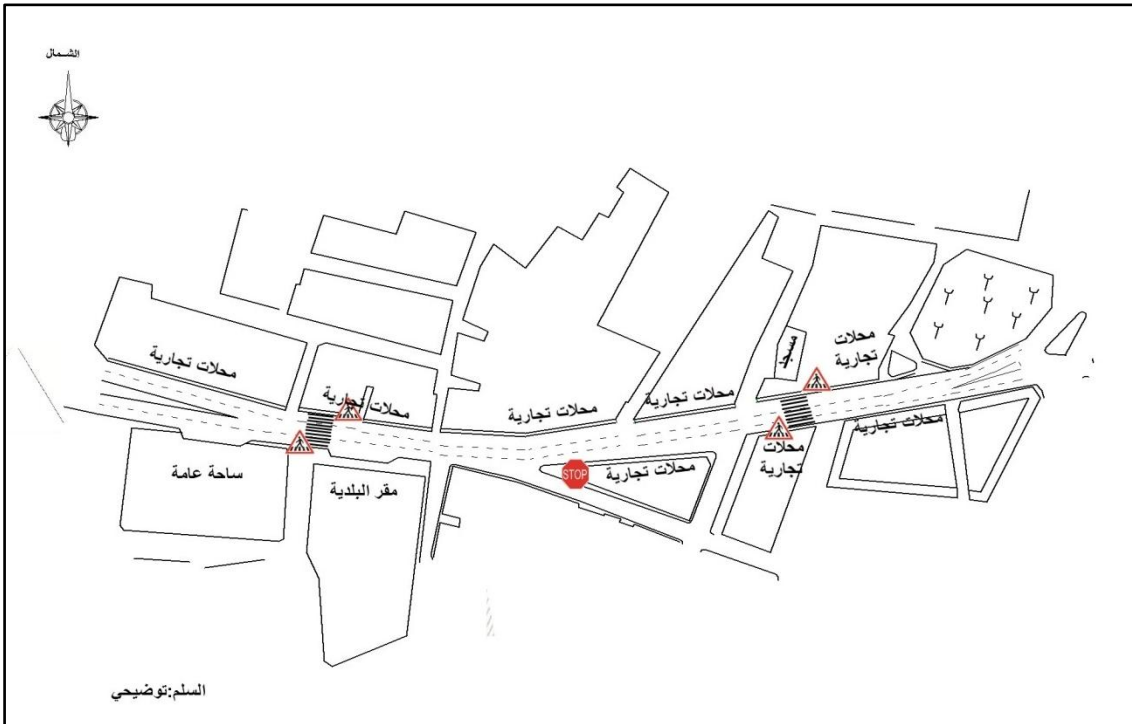 الشمال
محلات تجارية
محلات تجارية
محلات تجارية
محلات تجارية
مسجد
محلات
تجارية
محلات تجارية
محلات
تجارية
محلات تجارية
STOP
ساحة عامة
مقر البلدية
السلم:توضيحي